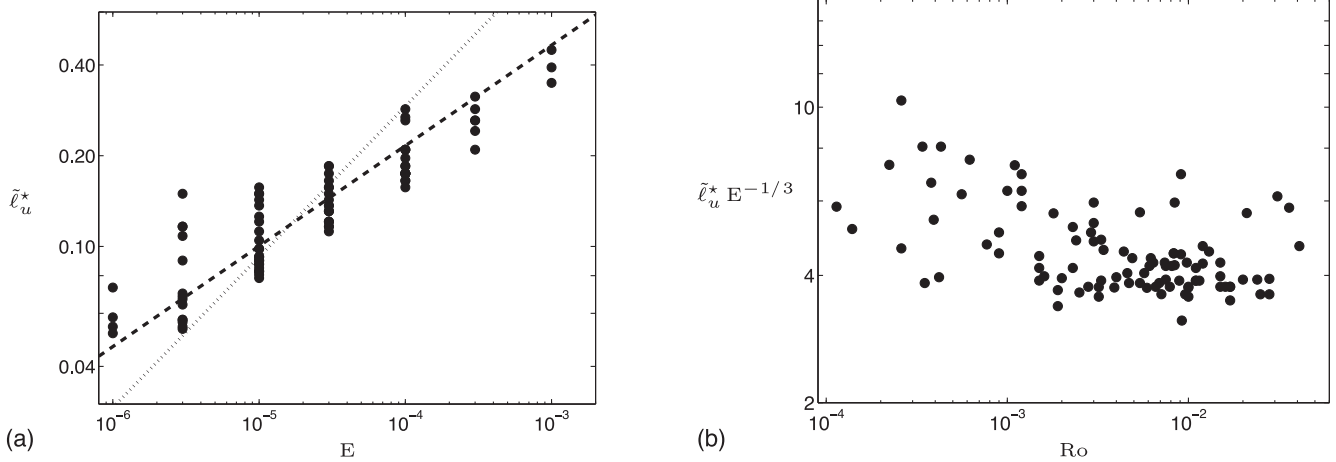 0.40
0.20
0.10
0.04
ℓ̃⋆ᵤ
10⁻⁶
10⁻⁵
10⁻⁴
10⁻³
E
(a)
10
4
2
ℓ̃⋆ᵤ E⁻¹/³
10⁻⁴
10⁻³
10⁻²
Ro
(b)